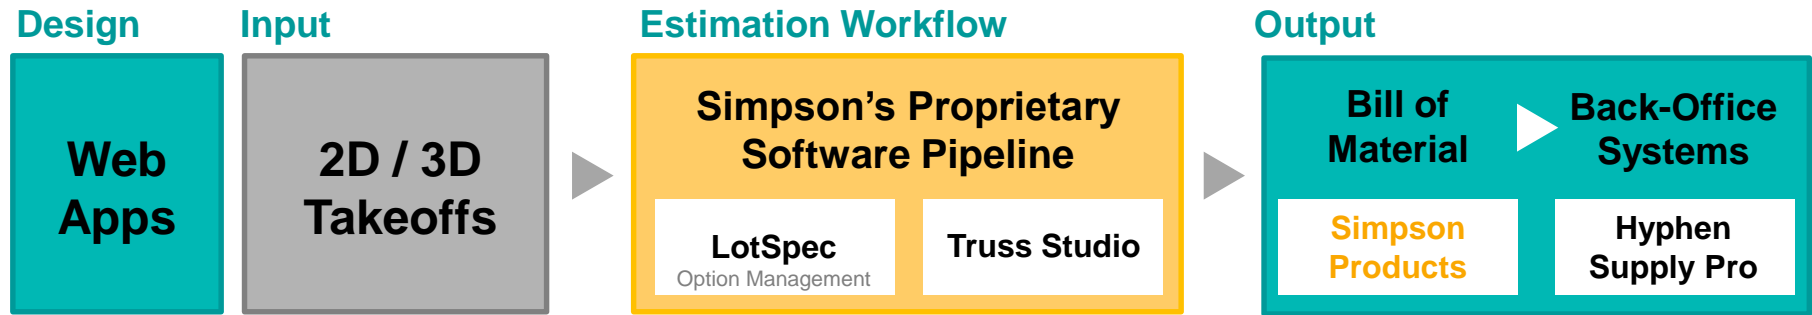 Design
Input
Estimation Workflow
Output
Web
Apps
2D / 3D
Takeoffs
Simpson’s Proprietary
Software Pipeline
LotSpec
Option Management
Truss Studio
Bill of
Material
Back-Office
Systems
Simpson
Products
Hyphen
Supply Pro